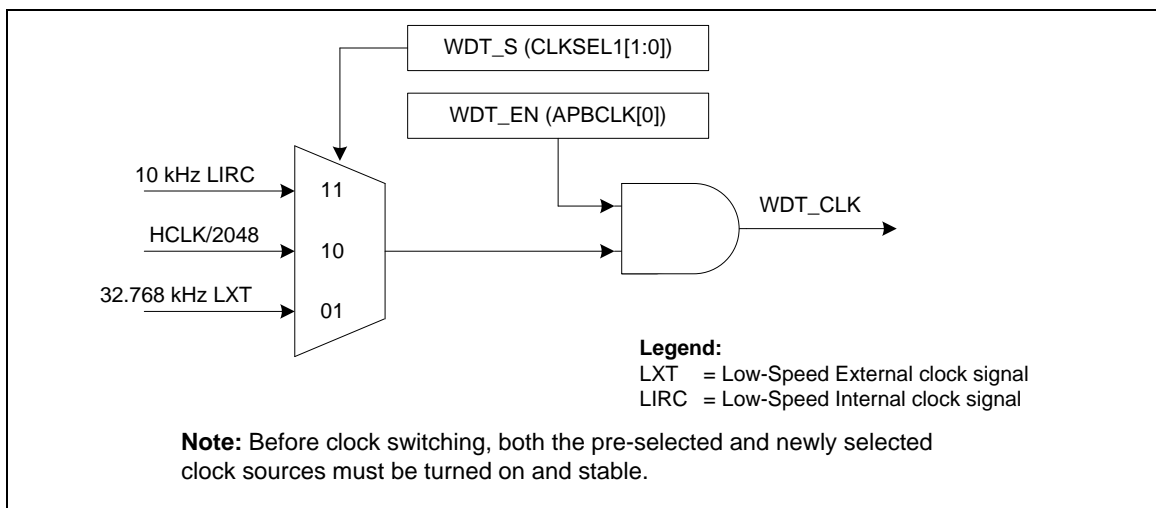 WDT_S (CLKSEL1[1:0])
WDT_EN (APBCLK[0])
10 kHz LIRC
11
HCLK/2048
10
32.768 kHz LXT
01
WDT_CLK
Legend:
LXT = Low-Speed External clock signal
LIRC = Low-Speed Internal clock signal
Note: Before clock switching, both the pre-selected and newly selected
clock sources must be turned on and stable.